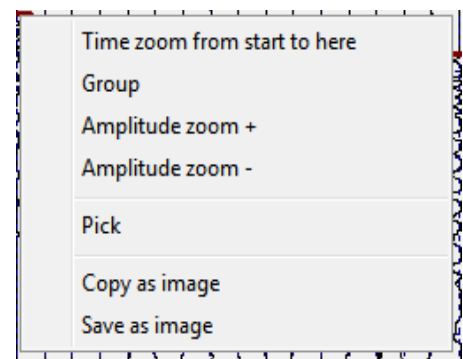 Time zoom from start to here
Group
Amplitude zoom +
Amplitude zoom -
Pick
Copy as image
Save as image